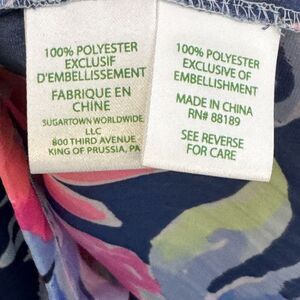 100% POLYESTER
EXCLUSIF
D'EMBELLISSEMENT
FABRIQUE EN
CHINE
SUGARTOWN WORLDWIDE,
LLC
800 THIRD AVENUE
KING OF PRUSSIA, PA
100% POLYESTER
EXCLUSIVE OF
EMBELLISHMENT
MADE IN CHINA
RN# 88189
SEE REVERSE
FOR CARE